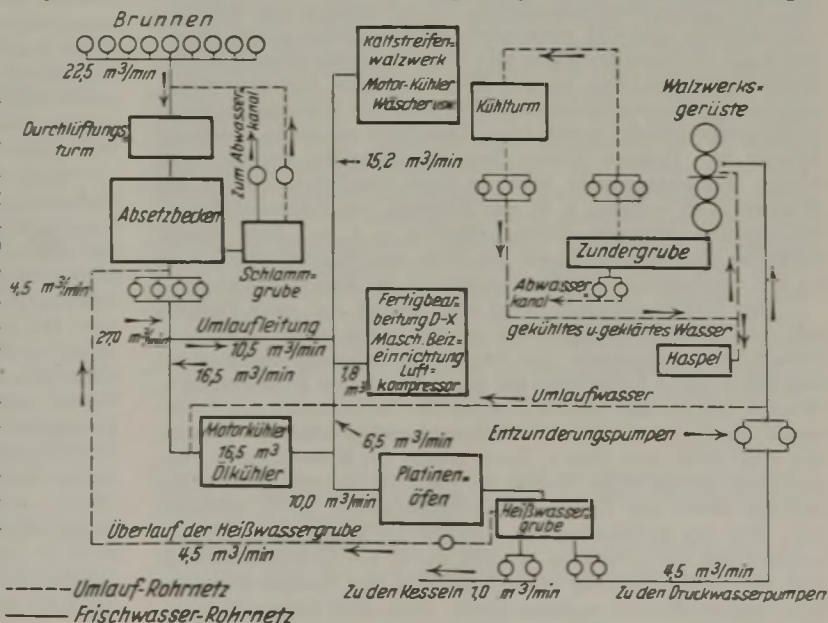 Brunnen
22,5 m³/min
Durchlüftungs
turm
Zum Abwasser
kanal
Absetzbecken
Schlamm=
grube
4,5 m³/min
27,0 m³/min
Umlaufleitung
10,5 m³/min
16,5 m³/min
Kaltstreifen=
walzwerk
Motor-Kühler
Wäscher usw
15,2 m³/min
Kühlturm
Walzwerks=
gerüste
Zundergrube
Abwasser
kanal
gekühltes u. geklärtes Wasser
Haspel
Fertigbear=
beitung D-X
Masch. Beiz=
einrichtung
Luft=
kompressor
1,8
m³
Umlaufwasser
Motorkühler
16,5 m³
Ölkühler
6,5 m³/min
Entzunderungspumpen
10,0 m³/min
Platinen=
öfen
Heißwasser=
grube
Überlauf der Heißwassergrube
4,5 m³/min
Zu den Kesseln 1,0 m³/min
4,5 m³/min
Zu den Druckwasserpumpen
Umlauf-Rohrnetz
Frischwasser-Rohrnetz